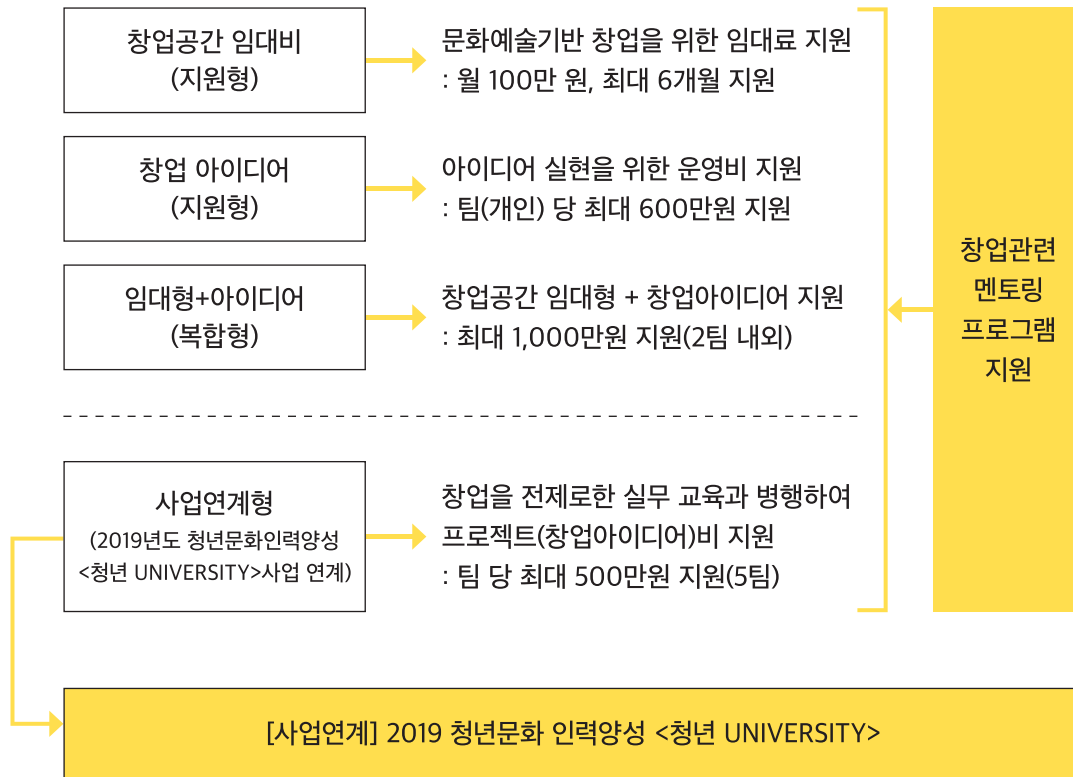 창업공간 임대비
(지원형)
문화예술기반 창업을 위한 임대료 지원
: 월 100만 원, 최대 6개월 지원
창업 아이디어
(지원형)
아이디어 실현을 위한 운영비 지원
: 팀(개인) 당 최대 600만원 지원
임대형+아이디어
(복합형)
창업공간 임대형 + 창업아이디어 지원
: 최대 1,000만원 지원(2팀 내외)
사업연계형
(2019년도 청년문화인력양성
<청년 UNIVERSITY>사업 연계)
창업을 전제로한 실무 교육과 병행하여
프로젝트(창업아이디어)비 지원
: 팀 당 최대 500만원 지원(5팀)
창업관련
멘토링
프로그램
지원
[사업연계] 2019 청년문화 인력양성 <청년 UNIVERSITY>